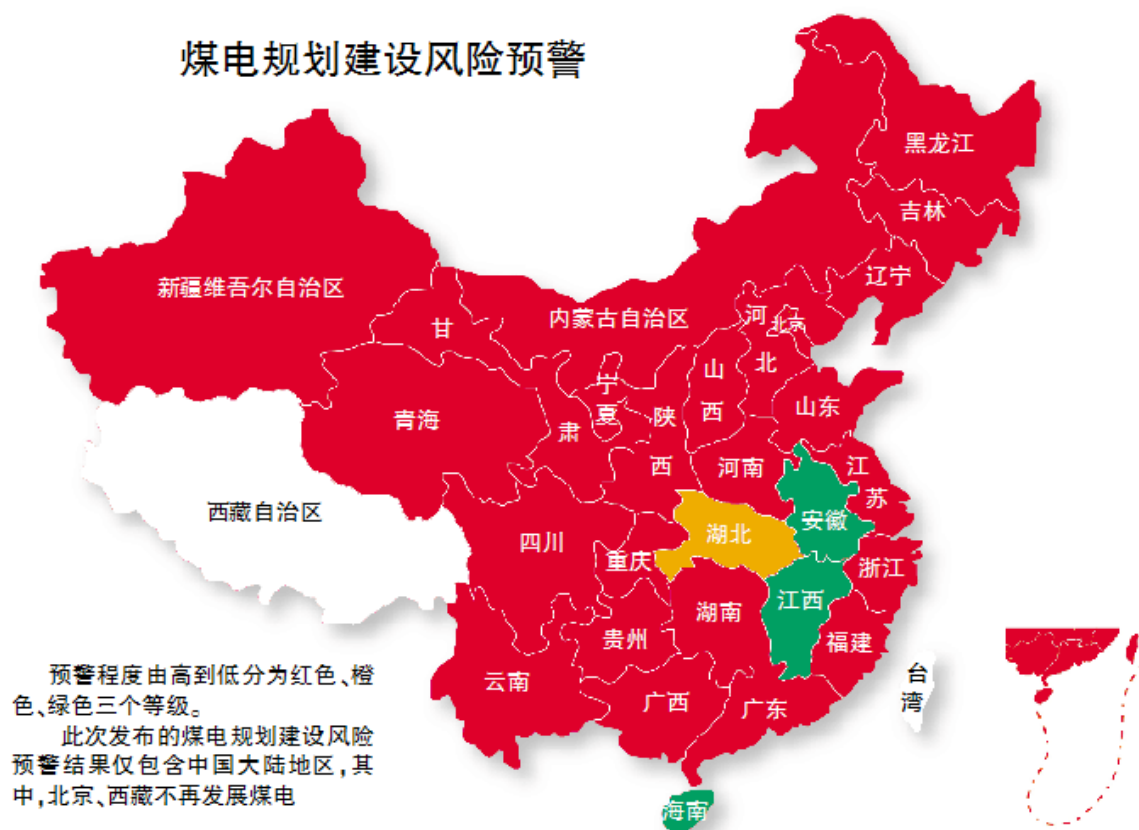 煤电规划建设风险预警
黑龙江
吉林
辽宁
新疆维吾尔自治区
甘
肃
内蒙古自治区
河
北
北京
山
西
宁
夏
陕
西
山东
青海
河南
江
苏
西藏自治区
安徽
四川
湖北
重庆
浙江
江西
湖南
贵州
福建
云南
广西
广东
台
湾
海南
预警程度由高到低分为红色、橙
色、绿色三个等级。
此次发布的煤电规划建设风险
预警结果仅包含中国大陆地区,其
中,北京、西藏不再发展煤电